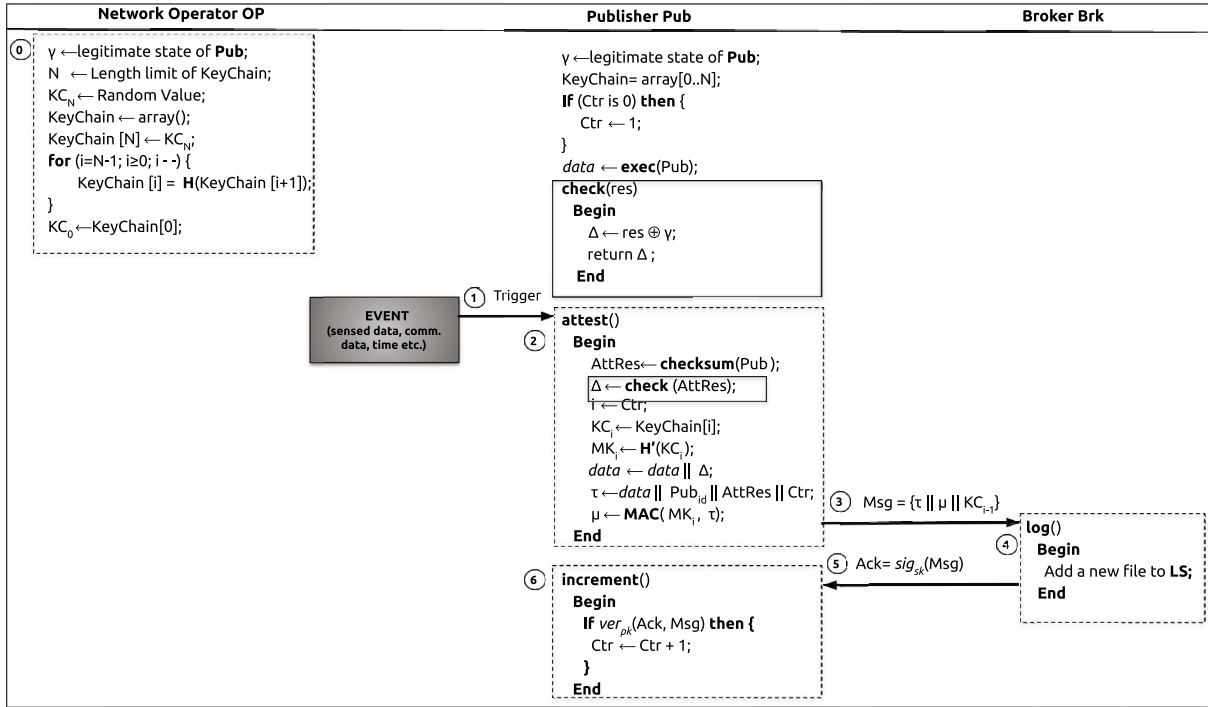 Network Operator OP
Publisher Pub
Broker Brk
0
γ ←legitimate state of Pub;
N ← Length limit of KeyChain;
KC_N ← Random Value;
KeyChain ← array();
KeyChain [N] ← KC_N;
for (i=N-1; i≥0; i - -) {
KeyChain [i] = H(KeyChain [i+1]);
}
KC_0 ←KeyChain[0];
γ ←legitimate state of Pub;
KeyChain= array[0..N];
If (Ctr is 0) then {
Ctr ← 1;
}
data ← exec(Pub);
check(res)
Begin
Δ ← res ⊕ γ;
return Δ ;
End
EVENT
(sensed data, comm.
data, time etc.)
1 Trigger
2
attest()
Begin
AttRes← checksum(Pub );
Δ ← check (AttRes);
i ← Ctr;
KC_i ← KeyChain[i];
MK_i ← H'(KC_i);
data ← data || Δ;
τ ←data || Pub_id || AttRes || Ctr;
μ ← MAC( MK_i , τ);
End
3 Msg = {τ || μ || KC_i-1}
4
log()
Begin
Add a new file to LS;
End
5 Ack= sig_sk(Msg)
6
increment()
Begin
If ver_pk(Ack, Msg) then {
Ctr ← Ctr + 1;
}
End